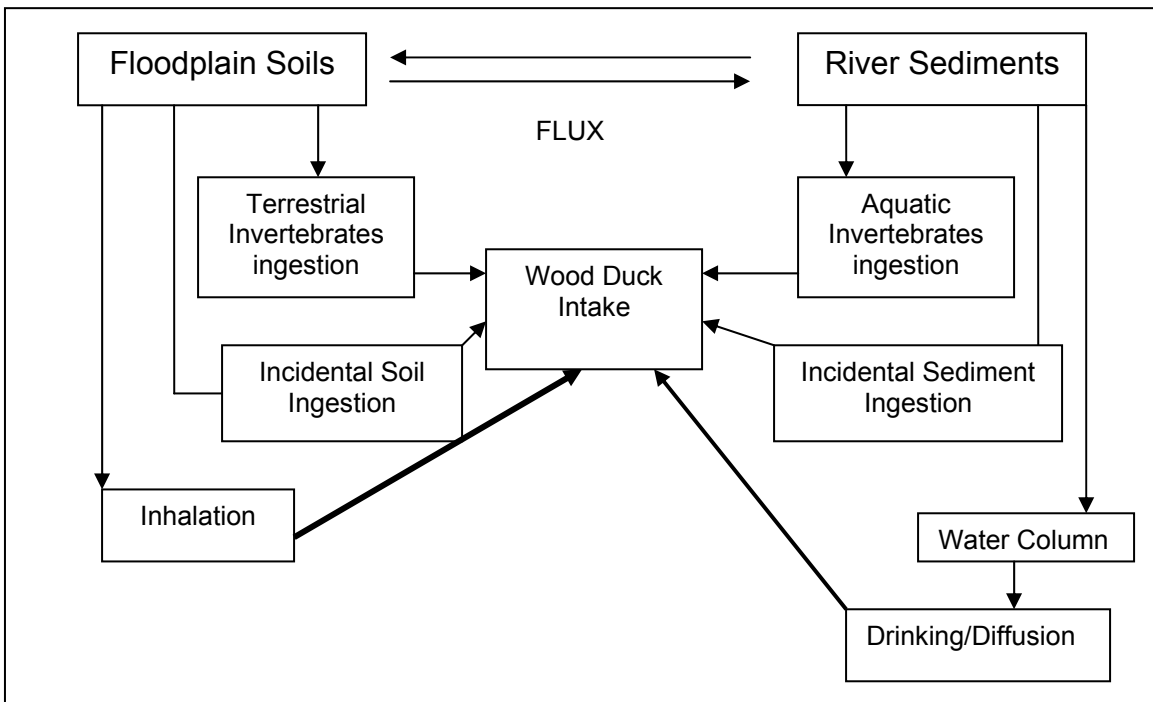 Floodplain Soils
River Sediments
FLUX
Terrestrial
Invertebrates
ingestion
Aquatic
Invertebrates
ingestion
Wood Duck
Intake
Incidental Soil
Ingestion
Incidental Sediment
Ingestion
Inhalation
Water Column
Drinking/Diffusion